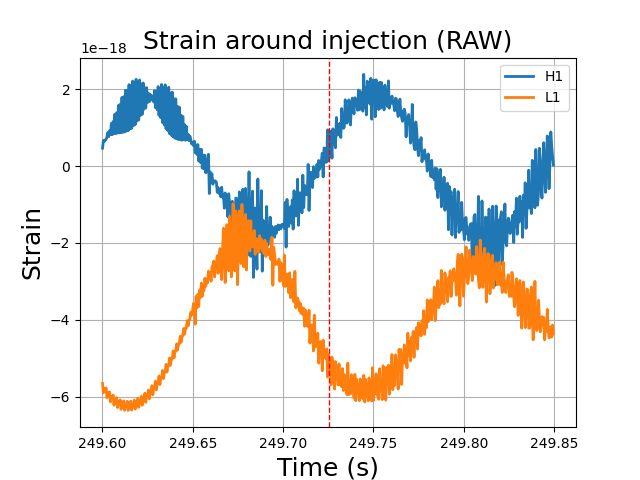 Strain around injection (RAW)
1e−18
H1
L1
2
0
−2
−4
−6
Strain
249.60 249.65 249.70 249.75 249.80 249.85
Time (s)